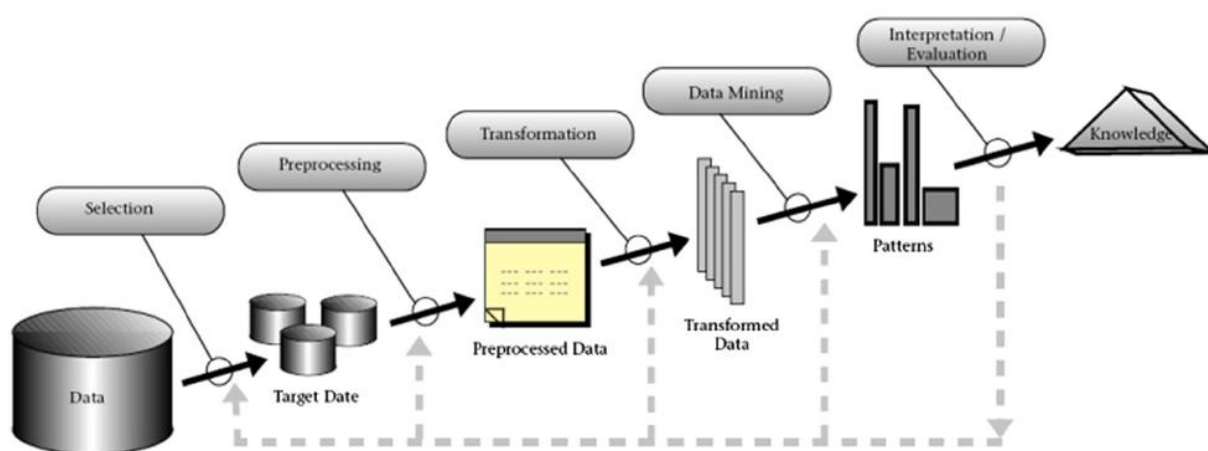 Interpretation /
Evaluation
Data Mining
Knowledge
Transformation
Preprocessing
Selection
Patterns
Transformed
Data
Preprocessed Data
Data
Target Date